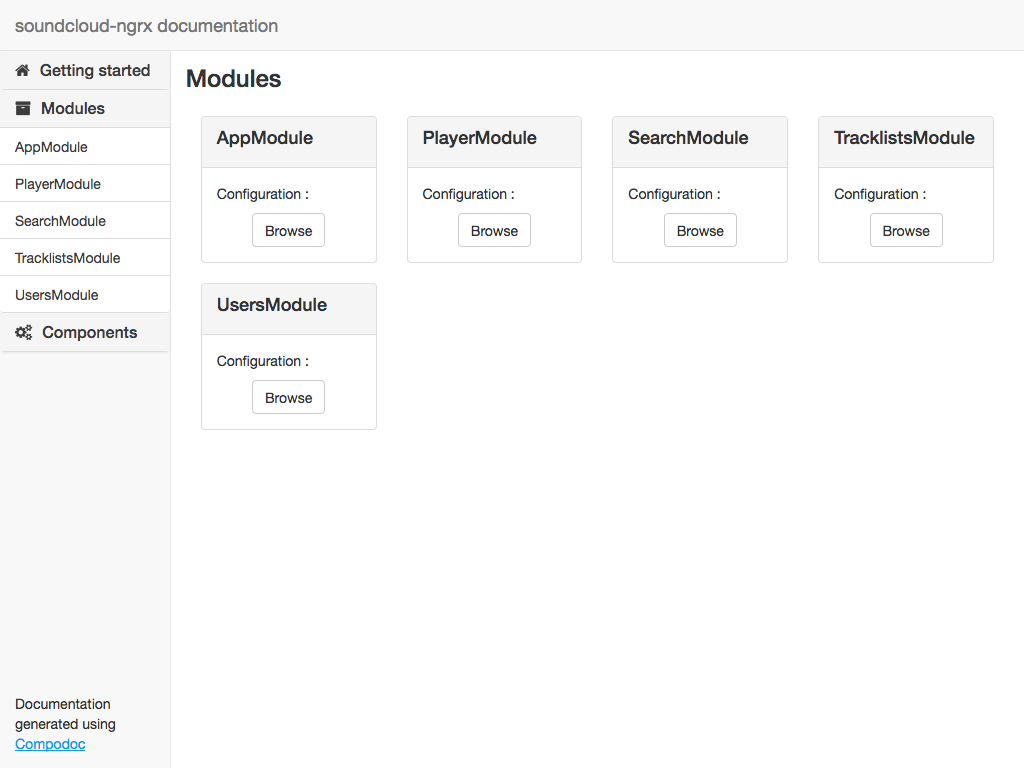 soundcloud-ngrx documentation
Getting started
Modules
AppModule
PlayerModule
SearchModule
TracklistsModule
UsersModule
Components
Documentation
generated using
Compodoc
Modules
AppModule
Configuration :
Browse
PlayerModule
Configuration :
Browse
SearchModule
Configuration :
Browse
TracklistsModule
Configuration :
Browse
UsersModule
Configuration :
Browse